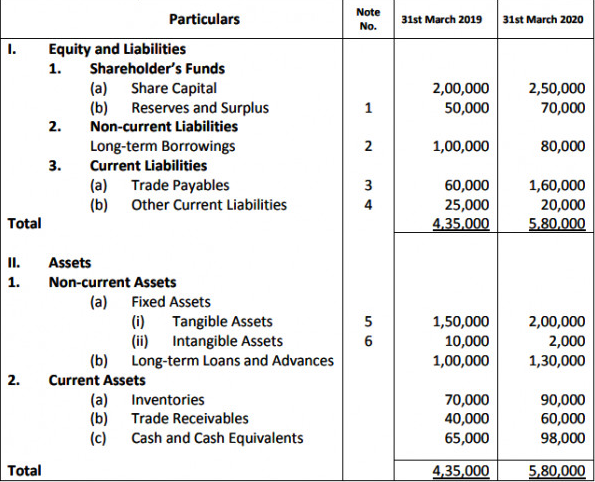 Particulars Note No. 31st March 2019 31st March 2020
I. Equity and Liabilities
1. Shareholder's Funds
(a) Share Capital 2,00,000 2,50,000
(b) Reserves and Surplus 1 50,000 70,000
2. Non-current Liabilities
Long-term Borrowings 2 1,00,000 80,000
3. Current Liabilities
(a) Trade Payables 3 60,000 1,60,000
(b) Other Current Liabilities 4 25,000 20,000
Total 4,35,000 5,80,000
II. Assets
1. Non-current Assets
(a) Fixed Assets
(i) Tangible Assets 5 1,50,000 2,00,000
(ii) Intangible Assets 6 10,000 2,000
(b) Long-term Loans and Advances 1,00,000 1,30,000
2. Current Assets
(a) Inventories 70,000 90,000
(b) Trade Receivables 40,000 60,000
(c) Cash and Cash Equivalents 65,000 98,000
Total 4,35,000 5,80,000